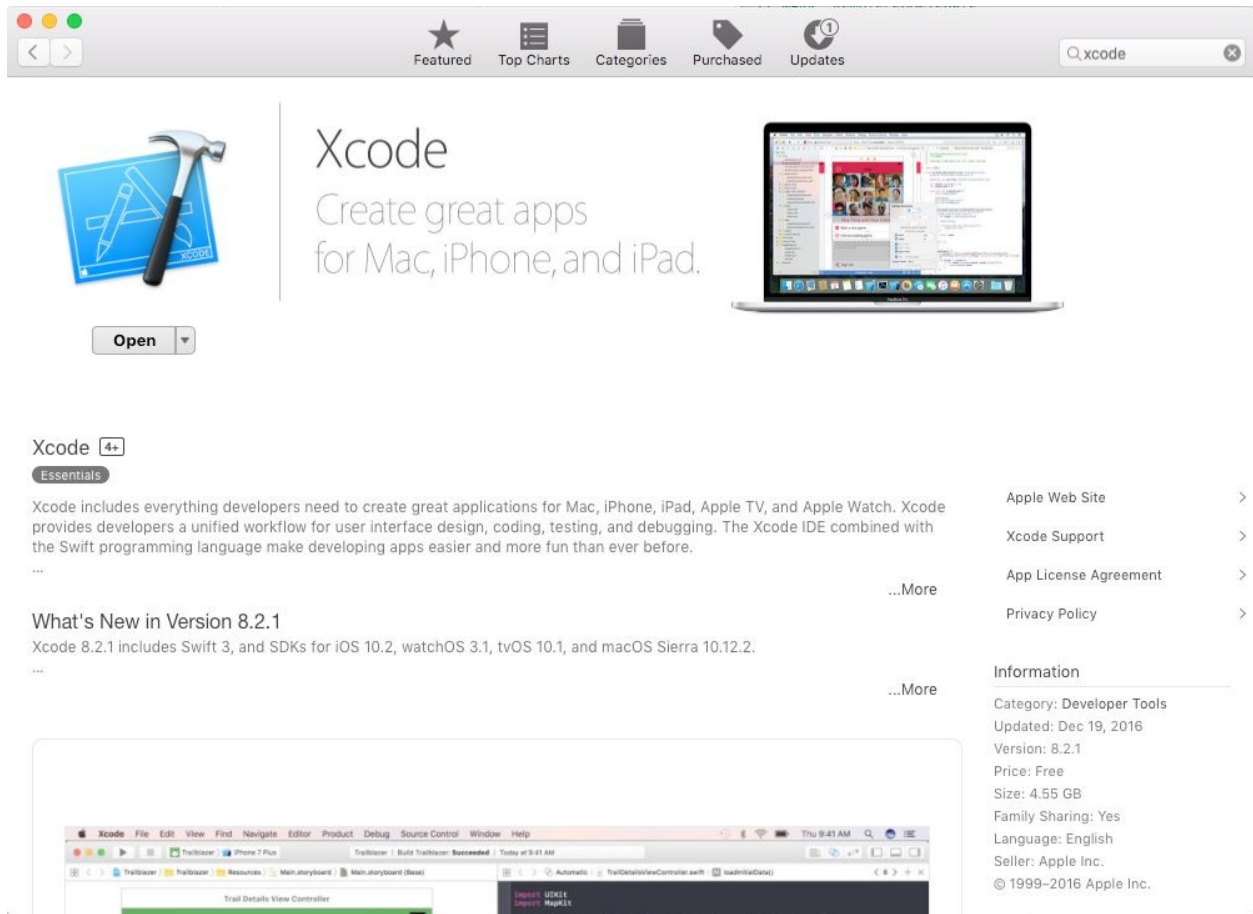 Featured
Top Charts
Categories
Purchased
1
Updates
xcode
XCODE
Xcode
Create great apps
for Mac, iPhone, and iPad.
Open
Xcode 4+
Essentials
Xcode includes everything developers need to create great applications for Mac, iPhone, iPad, Apple TV, and Apple Watch. Xcode
provides developers a unified workflow for user interface design, coding, testing, and debugging. The Xcode IDE combined with
the Swift programming language make developing apps easier and more fun than ever before.
...
...More
What's New in Version 8.2.1
Xcode 8.2.1 includes Swift 3, and SDKs for iOS 10.2, watchOS 3.1, tvOS 10.1, and macOS Sierra 10.12.2.
...
...More
Apple Web Site
Xcode Support
App License Agreement
Privacy Policy
Information
Category: Developer Tools
Updated: Dec 19, 2016
Version: 8.2.1
Price: Free
Size: 4.55 GB
Family Sharing: Yes
Language: English
Seller: Apple Inc.
© 1999–2016 Apple Inc.
Xcode File Edit View Find Navigate Editor Product Debug Source Control Window Help Thu 9:41 AM
Trailblazer iPhone 7 Plus Trailblazer | Build Trailblazer: Succeeded | Today at 9:41 AM
Trailblazer Trailblazer Resources Main.storyboard Main.storyboard (Base) Automatic TrailDetailsViewController.swift loadInitialData()
Trail Details View Controller
import UIKit
import MapKit